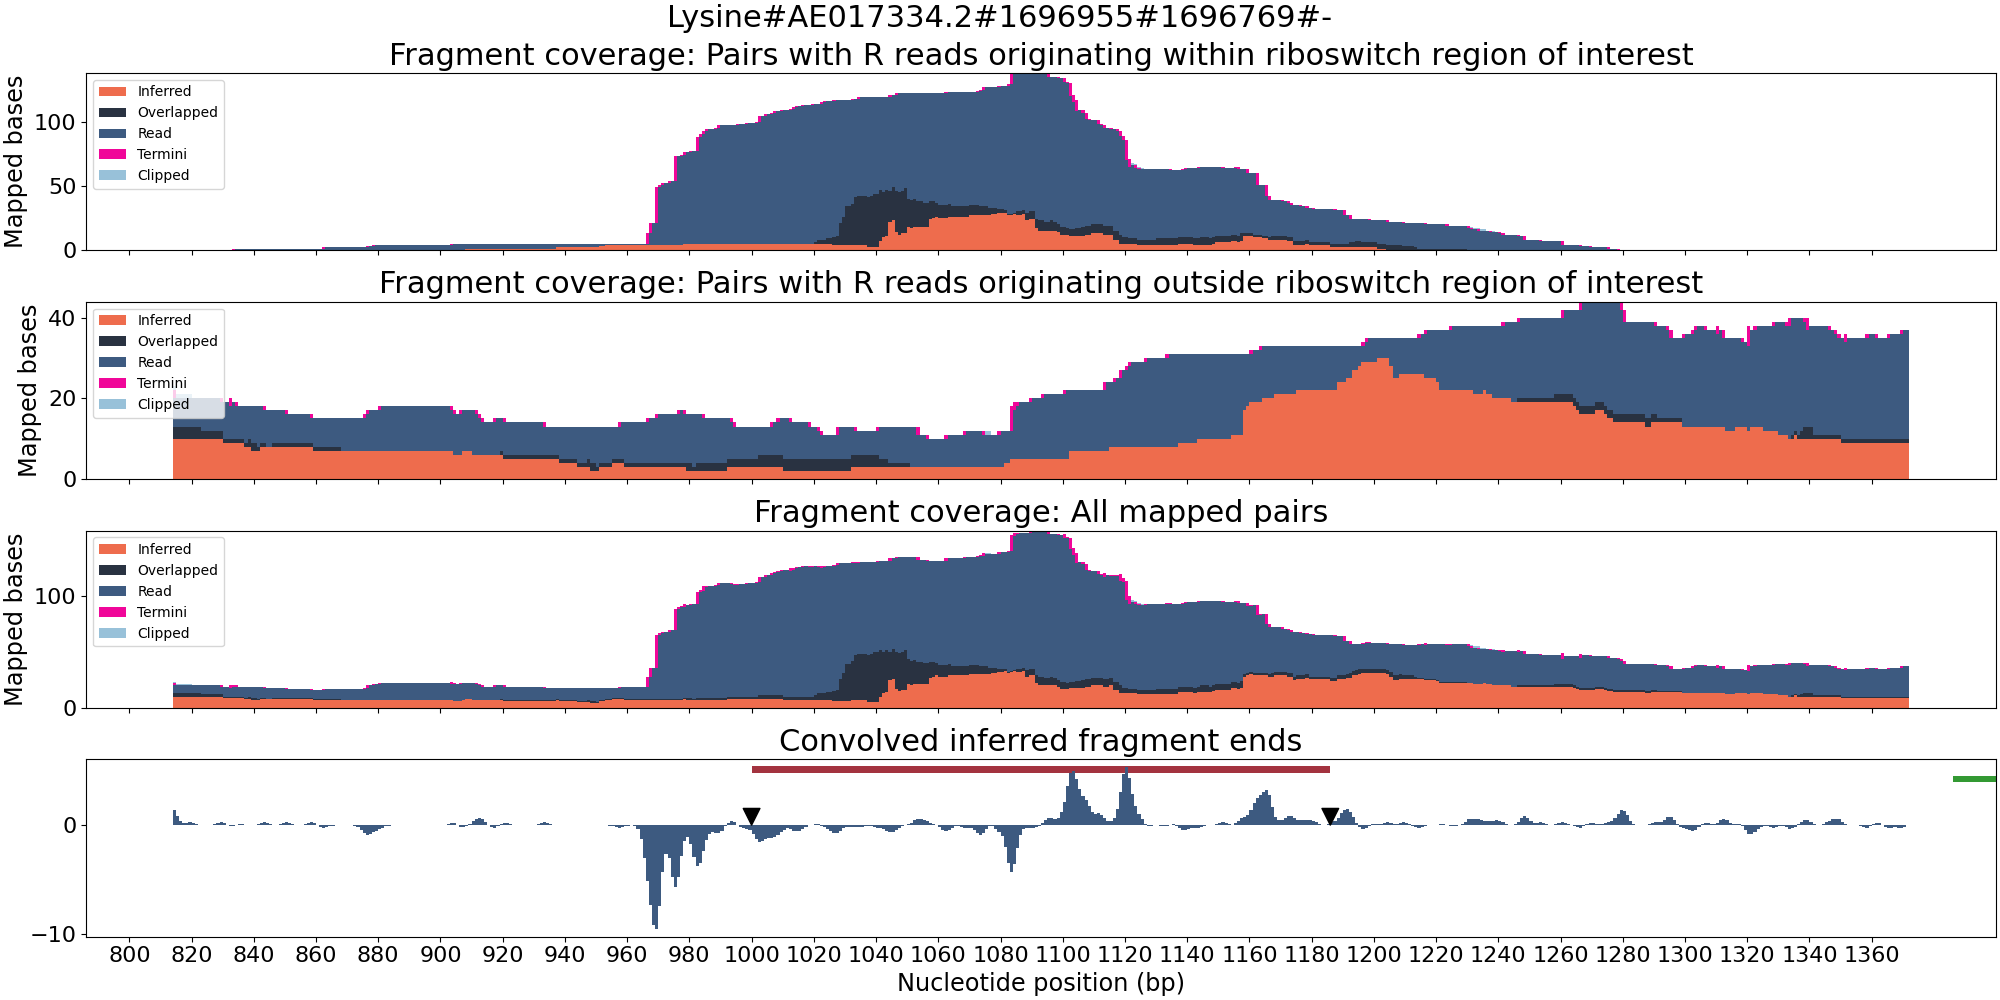 Lysine#AE017334.2#1696955#1696769#-
Fragment coverage: Pairs with R reads originating within riboswitch region of interest
Mapped bases
100
50
0
Inferred
Overlapped
Read
Termini
Clipped
Fragment coverage: Pairs with R reads originating outside riboswitch region of interest
Mapped bases
40
20
0
Inferred
Overlapped
Read
Termini
Clipped
Fragment coverage: All mapped pairs
Mapped bases
100
0
Inferred
Overlapped
Read
Termini
Clipped
Convolved inferred fragment ends
0
−10
800 820 840 860 880 900 920 940 960 980 1000 1020 1040 1060 1080 1100 1120 1140 1160 1180 1200 1220 1240 1260 1280 1300 1320 1340 1360
Nucleotide position (bp)